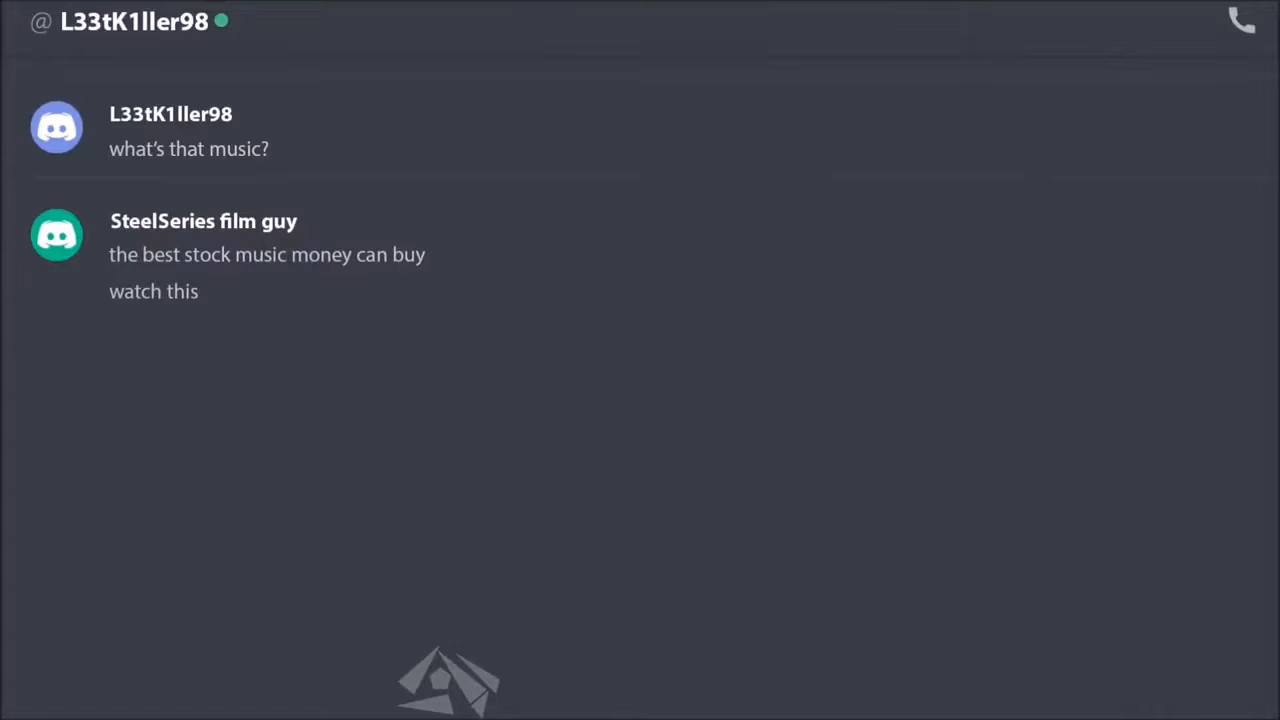 @ L33tK1ller98
L33tK1ller98
what's that music?
SteelSeries film guy
the best stock music money can buy
watch this